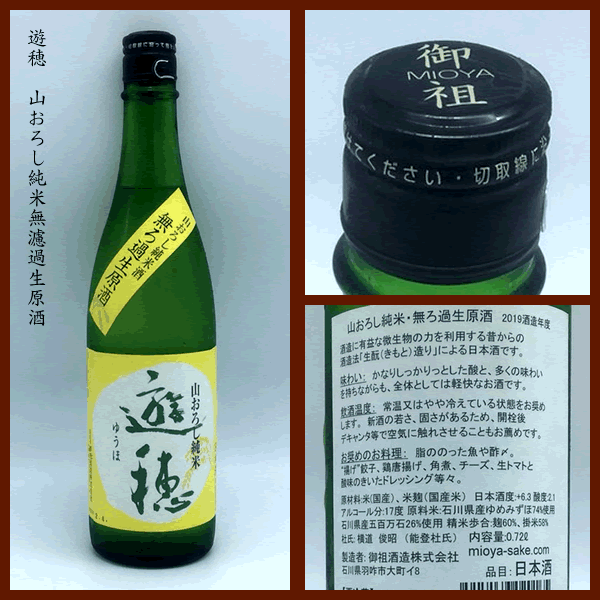 遊穂　山おろし純米無濾過生原酒
山おろし純米酒
無ろ過生原酒
山おろし純米
遊穂
ゆうほ
御祖
MIOYA
せてください・切取線に沿
山おろし純米・無ろ過生原酒　2019酒造年度
酒造に有益な微生物の力を利用する昔からの
酒造法「生酛(きもと)造り」による日本酒です。
味わい: かなりしっかりっとした酸と、多くの味わい
を持ちながらも、全体としては軽快なお酒です。
飲酒温度: 常温又はやや冷えている状態をお奨め
します。新酒の若さ、固さがあるため、開栓後
デキャンタ等で空気に触れさせることもお薦めです。
お奨めのお料理: 脂ののった魚や酢〆。
"揚げ"餃子、鶏唐揚げ、角煮、チーズ、生トマトと
酸味のきいたドレッシング等々。
原材料:米(国産)、米麹(国産米) 日本酒度:+6.3 酸度2.1
アルコール分:17度 原料米:石川県産ゆめみずほ74%使用
石川県産五百万石26%使用 精米歩合:麹60%、掛米58%
杜氏: 横道 俊昭 (能登杜氏) 内容量:0.72ℓ
製造者: 御祖酒造株式会社 mioya-sake.com
石川県羽咋市大町イ8
品目: 日本酒